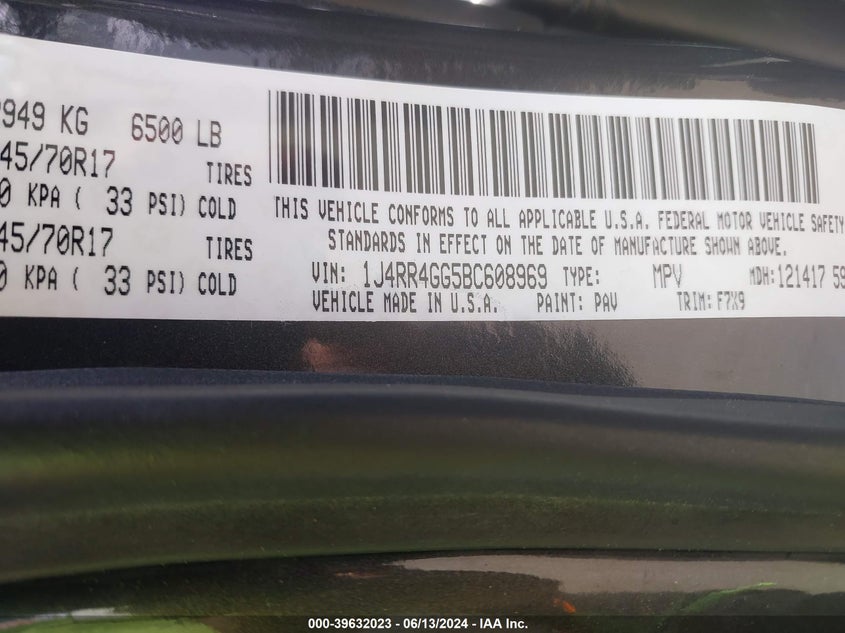 949 KG 6500 LB
45/70R17 TIRES
0 KPA ( 33 PSI) COLD
45/70R17 TIRES
0 KPA ( 33 PSI) COLD
THIS VEHICLE CONFORMS TO ALL APPLICABLE U.S.A. FEDERAL MOTOR VEHICLE SAFETY
STANDARDS IN EFFECT ON THE DATE OF MANUFACTURE SHOWN ABOVE.
VIN: 1J4RR4GG5BC608969 TYPE: MPV MDH:121417 59
VEHICLE MADE IN U.S.A. PAINT: PAV TRIM: F7X9
000-39632023 - 06/13/2024 - IAA Inc.